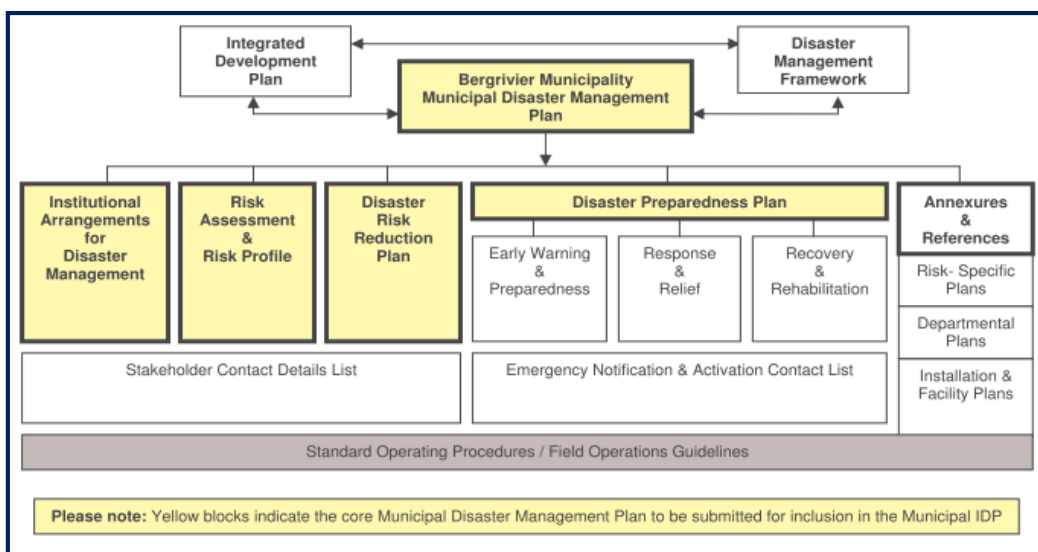 Integrated
Development
Plan
Disaster
Management
Framework
Bergrivier Municipality
Municipal Disaster Management
Plan
Institutional
Arrangements
for
Disaster
Management
Risk
Assessment
&
Risk Profile
Disaster
Risk
Reduction
Plan
Disaster Preparedness Plan
Early Warning
&
Preparedness
Response
&
Relief
Recovery
&
Rehabilitation
Annexures
&
References
Risk- Specific
Plans
Departmental
Plans
Installation &
Facility Plans
Stakeholder Contact Details List
Emergency Notification & Activation Contact List
Standard Operating Procedures / Field Operations Guidelines
Please note: Yellow blocks indicate the core Municipal Disaster Management Plan to be submitted for inclusion in the Municipal IDP